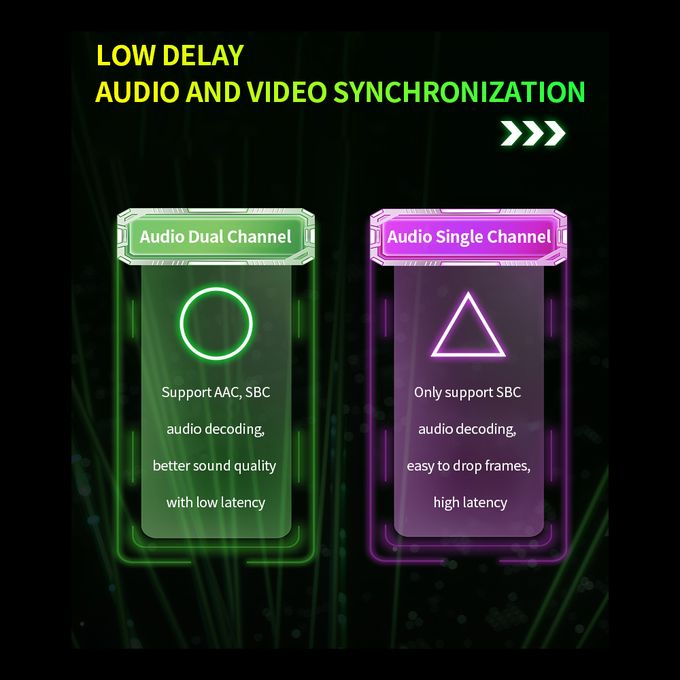 LOW DELAY
AUDIO AND VIDEO SYNCHRONIZATION
Audio Dual Channel
Support AAC, SBC
audio decoding,
better sound quality
with low latency
Audio Single Channel
Only support SBC
audio decoding,
easy to drop frames,
high latency